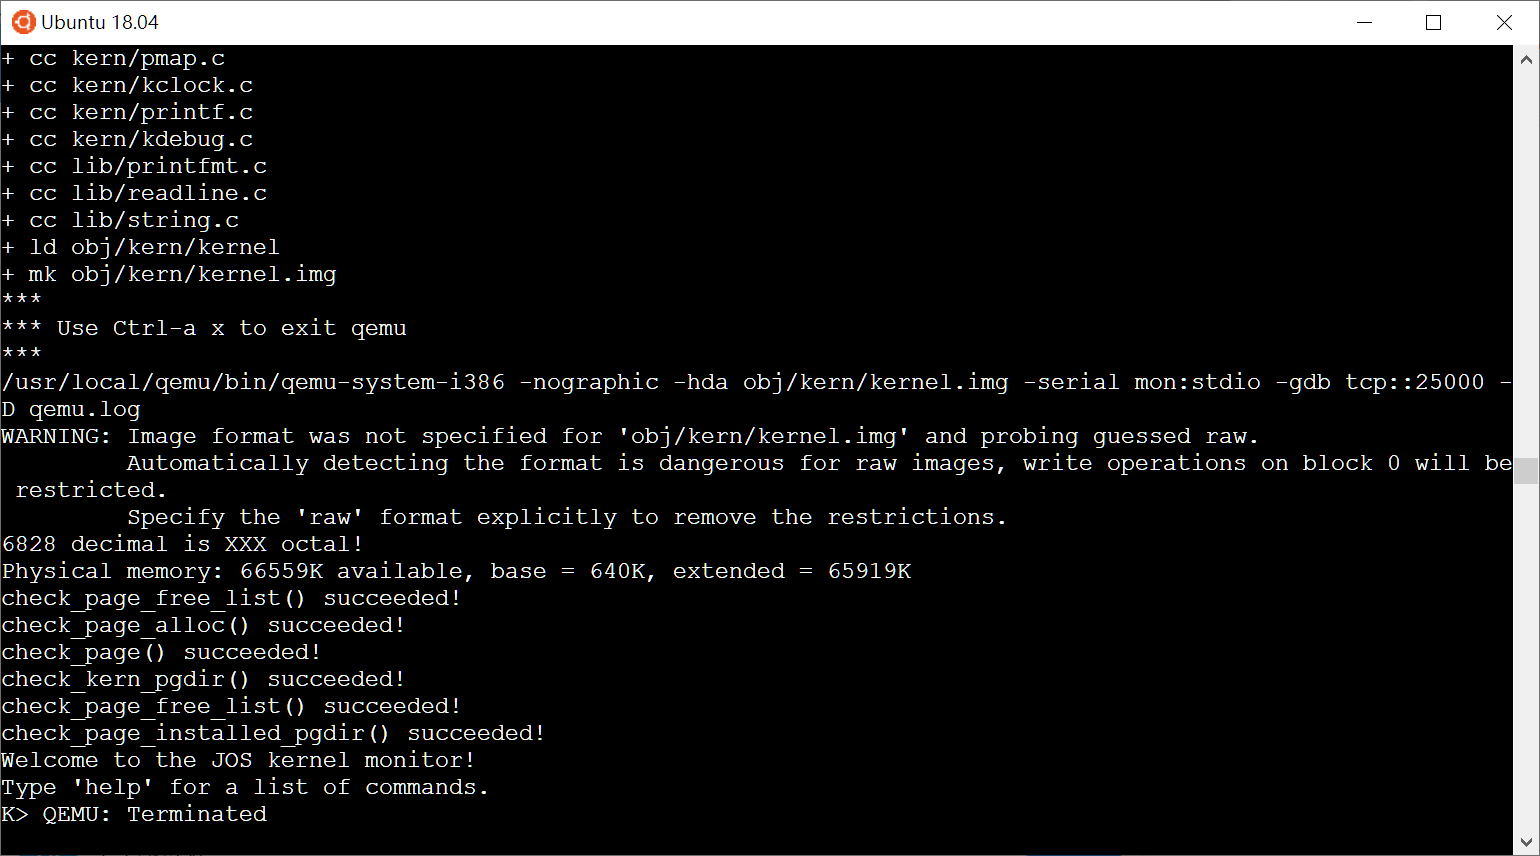 Ubuntu 18.04
+ cc kern/pmap.c
+ cc kern/kclock.c
+ cc kern/printf.c
+ cc kern/kdebug.c
+ cc lib/printfmt.c
+ cc lib/readline.c
+ cc lib/string.c
+ ld obj/kern/kernel
+ mk obj/kern/kernel.img
***
*** Use Ctrl-a x to exit qemu
***
/usr/local/qemu/bin/qemu-system-i386 -nographic -hda obj/kern/kernel.img -serial mon:stdio -gdb tcp::25000 -
D qemu.log
WARNING: Image format was not specified for 'obj/kern/kernel.img' and probing guessed raw.
         Automatically detecting the format is dangerous for raw images, write operations on block 0 will be
 restricted.
         Specify the 'raw' format explicitly to remove the restrictions.
6828 decimal is XXX octal!
Physical memory: 66559K available, base = 640K, extended = 65919K
check_page_free_list() succeeded!
check_page_alloc() succeeded!
check_page() succeeded!
check_kern_pgdir() succeeded!
check_page_free_list() succeeded!
check_page_installed_pgdir() succeeded!
Welcome to the JOS kernel monitor!
Type 'help' for a list of commands.
K> QEMU: Terminated